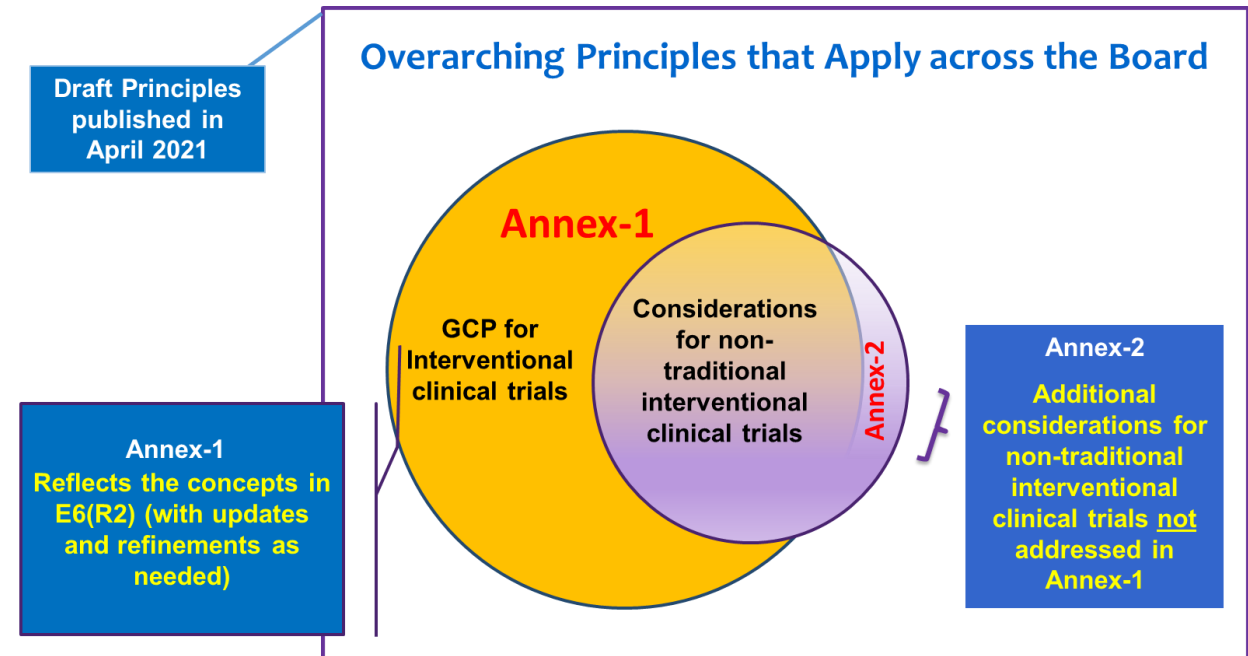 Overarching Principles that Apply across the Board
Draft Principles
published in
April 2021
Annex-1
GCP for
Interventional
clinical trials
Considerations
for non-
traditional
interventional
clinical trials
Annex-2
Annex-1
Reflects the concepts in
E6(R2) (with updates
and refinements as
needed)
Annex-2
Additional
considerations for
non-traditional
interventional
clinical trials not
addressed in
Annex-1